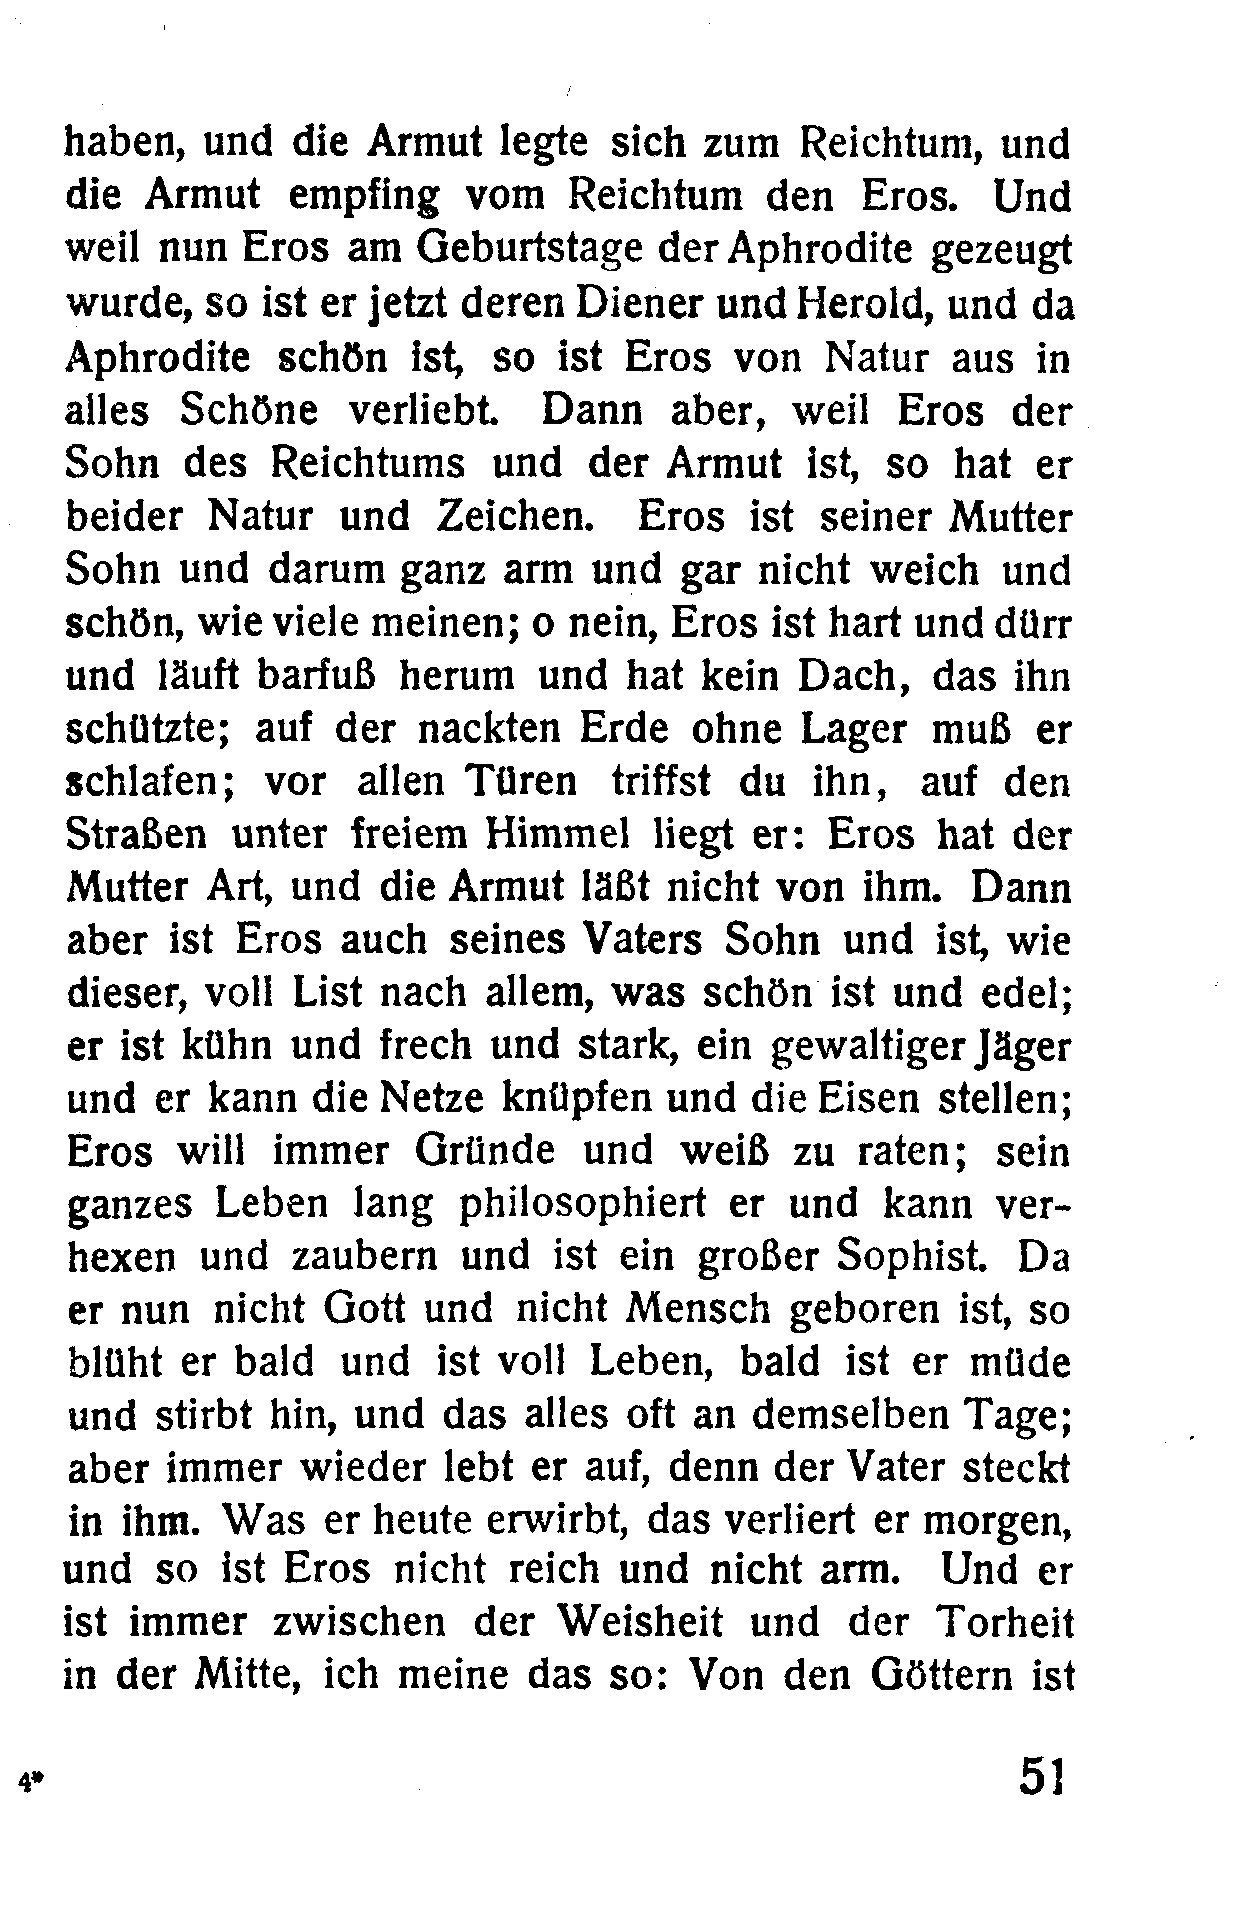 haben, und die Armut legte sich zum Reichtum, und
die Armut empfing vom Reichtum den Eros. Und
weil nun Eros am Geburtstage der Aphrodite gezeugt
wurde, so ist er jetzt deren Diener und Herold, und da
Aphrodite schön ist, so ist Eros von Natur aus in
alles Schöne verliebt. Dann aber, weil Eros der
Sohn des Reichtums und der Armut ist, so hat er
beider Natur und Zeichen. Eros ist seiner Mutter
Sohn und darum ganz arm und gar nicht weich und
schön, wie viele meinen; o nein, Eros ist hart und dürr
und läuft barfuß herum und hat kein Dach, das ihn
schützte; auf der nackten Erde ohne Lager muß er
schlafen; vor allen Türen triffst du ihn, auf den
Straßen unter freiem Himmel liegt er: Eros hat der
Mutter Art, und die Armut läßt nicht von ihm. Dann
aber ist Eros auch seines Vaters Sohn und ist, wie
dieser, voll List nach allem, was schön ist und edel;
er ist kühn und frech und stark, ein gewaltiger Jäger
und er kann die Netze knüpfen und die Eisen stellen;
Eros will immer Gründe und weiß zu raten; sein
ganzes Leben lang philosophiert er und kann ver-
hexen und zaubern und ist ein großer Sophist. Da
er nun nicht Gott und nicht Mensch geboren ist, so
blüht er bald und ist voll Leben, bald ist er müde
und stirbt hin, und das alles oft an demselben Tage;
aber immer wieder lebt er auf, denn der Vater steckt
in ihm. Was er heute erwirbt, das verliert er morgen,
und so ist Eros nicht reich und nicht arm. Und er
ist immer zwischen der Weisheit und der Torheit
in der Mitte, ich meine das so: Von den Göttern ist
4* 51